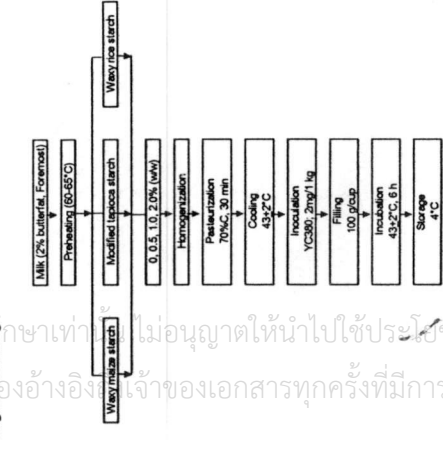 Milk (2% butterfat, Foremost)
Preheating (60-65°C)
Waxy maize starch
Modified tapioca starch
Waxy rice starch
0, 0.5, 1.0, 2.0% (w/w)
Homogenization
Pasteurization
70%C, 30 min
Cooling
43±2°C
Inoculation
YC380, 2mg/1 kg
Filling
100 g/cup
Incubation
43±2°C, 6 h
Storage
4°C
ึกษาเท่านั้น ไม่อนุญาตให้นำไปใช้ประโย
องอ้างอิงถึงเจ้าของเอกสารทุกครั้งที่มีการ